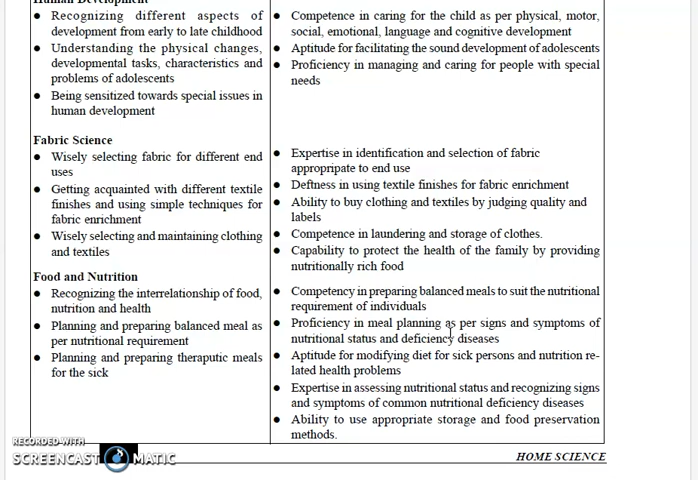 Human Development
● Recognizing different aspects of
development from early to late childhood
● Understanding the physical changes,
developmental tasks, characteristics and
problems of adolescents
● Being sensitized towards special issues in
human development
● Competence in caring for the child as per physical, motor,
social, emotional, language and cognitive development
● Aptitude for facilitating the sound development of adolescents
● Proficiency in managing and caring for people with special
needs
Fabric Science
● Wisely selecting fabric for different end
uses
● Getting acquainted with different textile
finishes and using simple techniques for
fabric enrichment
● Wisely selecting and maintaining clothing
and textiles
● Expertise in identification and selection of fabric
appropripate to end use
● Deftness in using textile finishes for fabric enrichment
● Ability to buy clothing and textiles by judging quality and
labels
● Competence in laundering and storage of clothes.
● Capability to protect the health of the family by providing
nutritionally rich food
Food and Nutrition
● Recognizing the interrelationship of food,
nutrition and health
● Planning and preparing balanced meal as
per nutritional requirement
● Planning and preparing theraputic meals
for the sick
● Competency in preparing balanced meals to suit the nutritional
requirement of individuals
● Proficiency in meal planning as per signs and symptoms of
nutritional status and deficiency diseases
● Aptitude for modifying diet for sick persons and nutrition re-
lated health problems
● Expertise in assessing nutritional status and recognizing signs
and symptoms of common nutritional deficiency diseases
● Ability to use appropriate storage and food preservation
methods.
RECORDED WITH
SCREENCAST MATIC
HOME SCIENCE